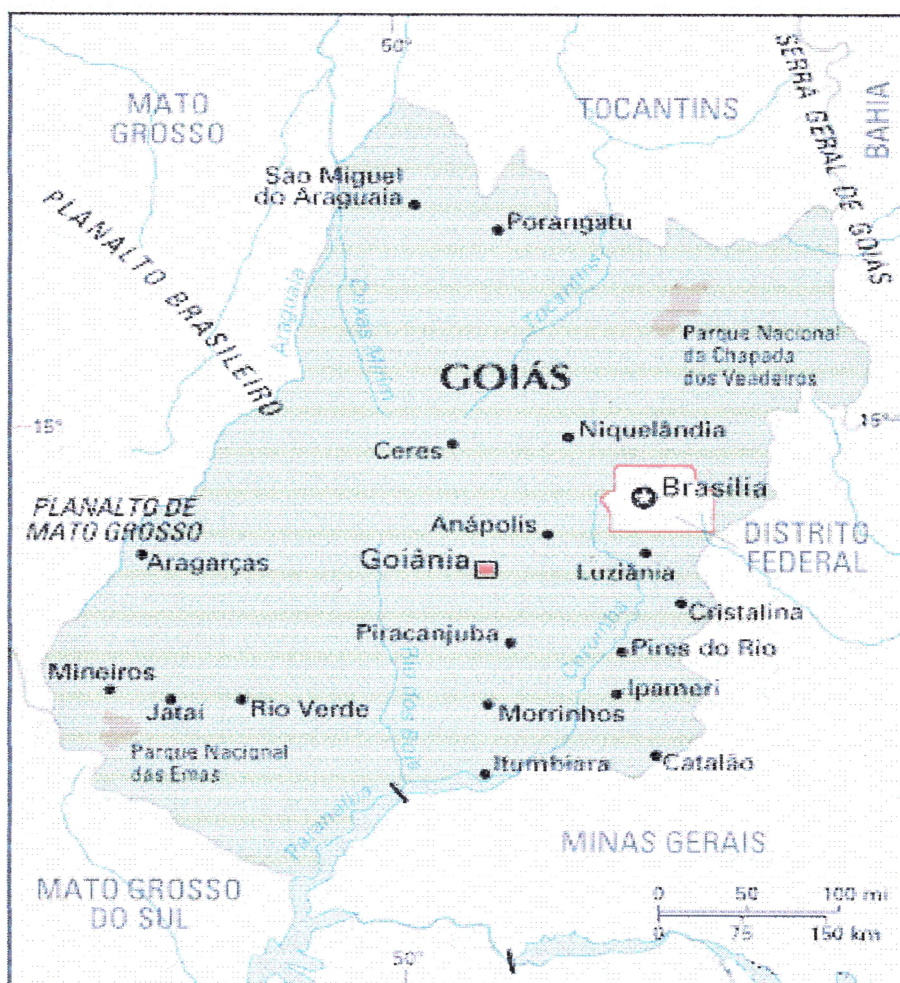 50°
MATO
GROSSO
TOCANTINS
SERRA GERAL DE GOIÁS
BAHIA
São Miguel
do Araguaia
Porangatu
PLANALTO BRASILEIRO
Araguaia
Crixás Mirim
Tocantins
Parque Nacional
da Chapada
dos Veadeiros
GOIÁS
15°
15°
Ceres
Niquelândia
Brasília
PLANALTO DE
MATO GROSSO
Anápolis
DISTRITO
FEDERAL
Aragarças
Goiânia
Luziânia
Cristalina
Corumbá
Piracanjuba
Pires do Rio
Mineiros
Rio dos Bois
Ipameri
Jataí
Rio Verde
Morrinhos
Parque Nacional
das Emas
Itumbiara
Catalão
Paranaíba
MINAS GERAIS
MATO GROSSO
DO SUL
0 50 100 mi
0 75 150 km
50°